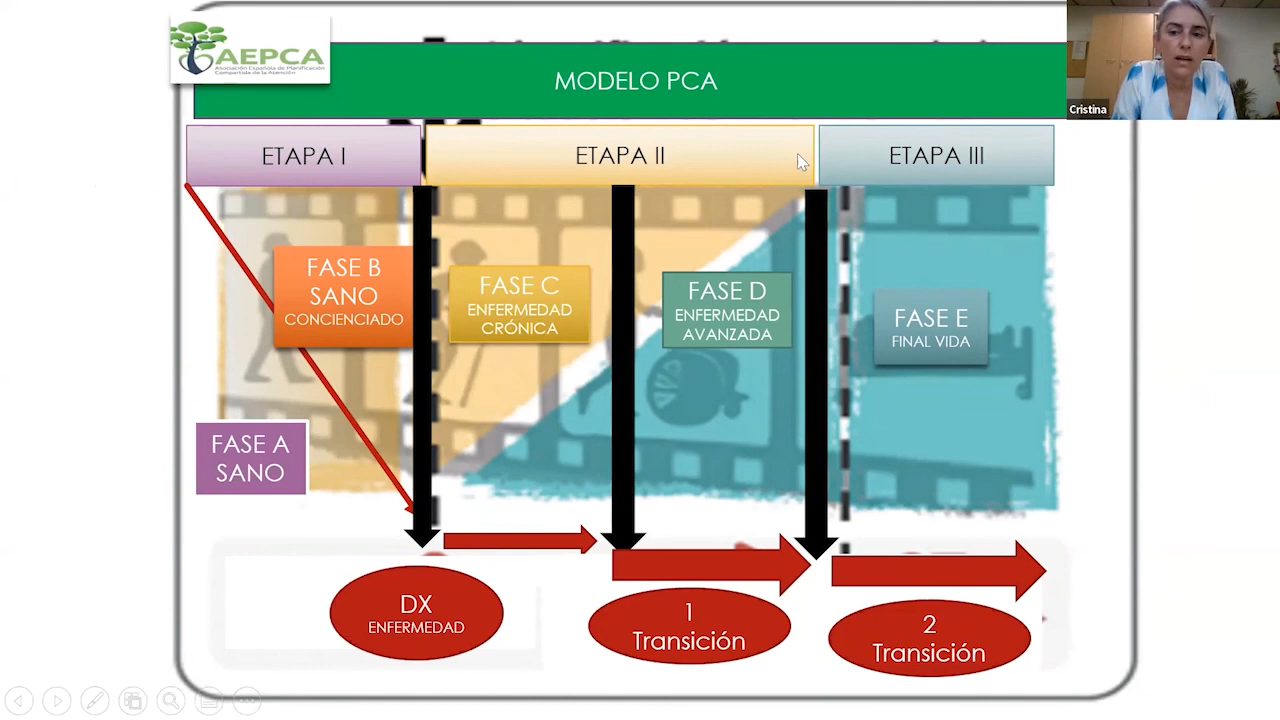 AEPCA
Asociación Española de Planificación
Compartida de la Atención
MODELO PCA
Cristina
ETAPA I
ETAPA II
ETAPA III
FASE B
SANO
CONCIENCIADO
FASE C
ENFERMEDAD
CRÓNICA
FASE D
ENFERMEDAD
AVANZADA
FASE E
FINAL VIDA
FASE A
SANO
DX
ENFERMEDAD
1
Transición
2
Transición